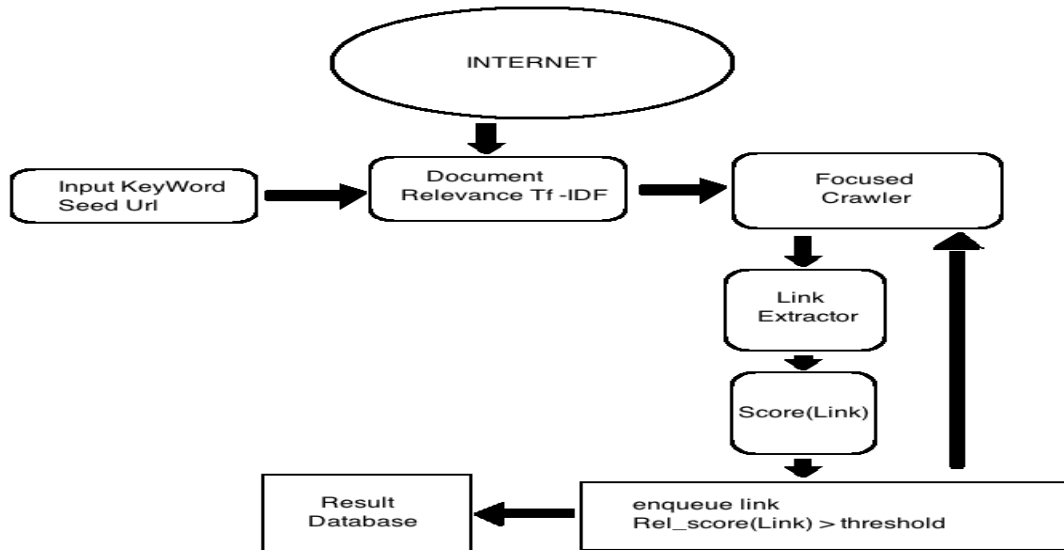 INTERNET
Input KeyWord
Seed Url
Document
Relevance Tf -IDF
Focused
Crawler
Link
Extractor
Score(Link)
enqueue link
Rel_score(Link) > threshold
Result
Database